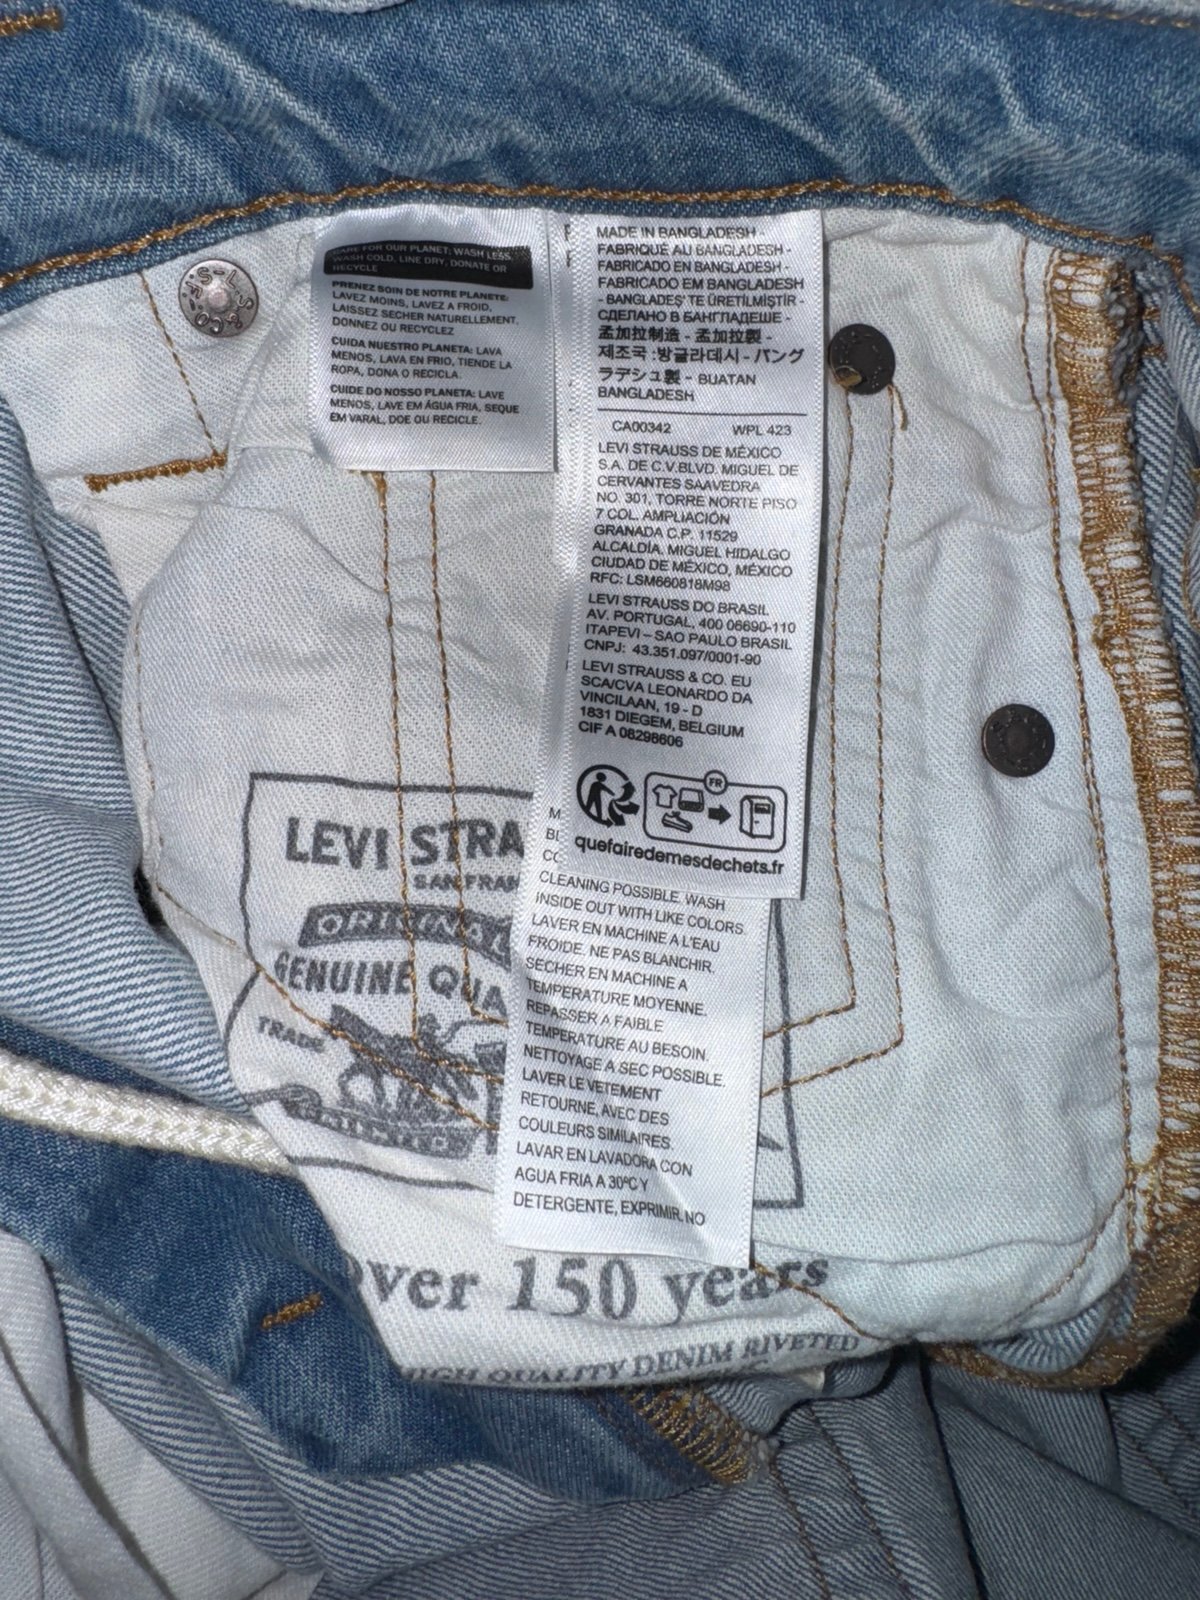 CARE FOR OUR PLANET: WASH LESS,
WASH COLD, LINE DRY, DONATE OR
RECYCLE
PRENEZ SOIN DE NOTRE PLANETE:
LAVEZ MOINS, LAVEZ A FROID,
LAISSEZ SECHER NATURELLEMENT,
DONNEZ OU RECYCLEZ
CUIDA NUESTRO PLANETA: LAVA
MENOS, LAVA EN FRIO, TIENDE LA
ROPA, DONA O RECICLA.
CUIDE DO NOSSO PLANETA: LAVE
MENOS, LAVE EM ÁGUA FRIA, SEQUE
EM VARAL, DOE OU RECICLE.
MADE IN BANGLADESH -
FABRIQUÉ AU BANGLADESH -
FABRICADO EN BANGLADESH -
FABRICADO EM BANGLADESH
- BANGLADEŞ'TE ÜRETİLMİŞTİR -
СДЕЛАНО В БАНГЛАДЕШЕ -
孟加拉制造 - 孟加拉製 -
제조국 :방글라데시 - バング
ラデシュ製 - BUATAN
BANGLADESH
CA00342 WPL 423
LEVI STRAUSS DE MÉXICO
S.A. DE C.V.BLVD. MIGUEL DE
CERVANTES SAAVEDRA
NO. 301, TORRE NORTE PISO
7 COL. AMPLIACIÓN
GRANADA C.P. 11529
ALCALDÍA. MIGUEL HIDALGO
CIUDAD DE MÉXICO, MÉXICO
RFC: LSM660818M98
LEVI STRAUSS DO BRASIL
AV. PORTUGAL, 400 06690-110
ITAPEVI – SAO PAULO BRASIL
CNPJ: 43.351.097/0001-90
LEVI STRAUSS & CO. EU
SCA/CVA LEONARDO DA
VINCILAAN, 19 - D
1831 DIEGEM, BELGIUM
CIF A 08298606
FR
quefairedemesdechets.fr
M
BL
CO
CLEANING POSSIBLE. WASH
INSIDE OUT WITH LIKE COLORS.
LAVER EN MACHINE A L'EAU
FROIDE. NE PAS BLANCHIR.
SECHER EN MACHINE A
TEMPERATURE MOYENNE.
REPASSER A FAIBLE
TEMPERATURE AU BESOIN.
NETTOYAGE A SEC POSSIBLE.
LAVER LE VETEMENT
RETOURNE, AVEC DES
COULEURS SIMILAIRES.
LAVAR EN LAVADORA CON
AGUA FRIA A 30ºC Y
DETERGENTE, EXPRIMIR. NO
L.S.&CO.-S.F.-
LEVI STRA
SAN FRAN
ORIGINAL
GENUINE QUA
TRADE
over 150 years
HIGH QUALITY DENIM RIVETED